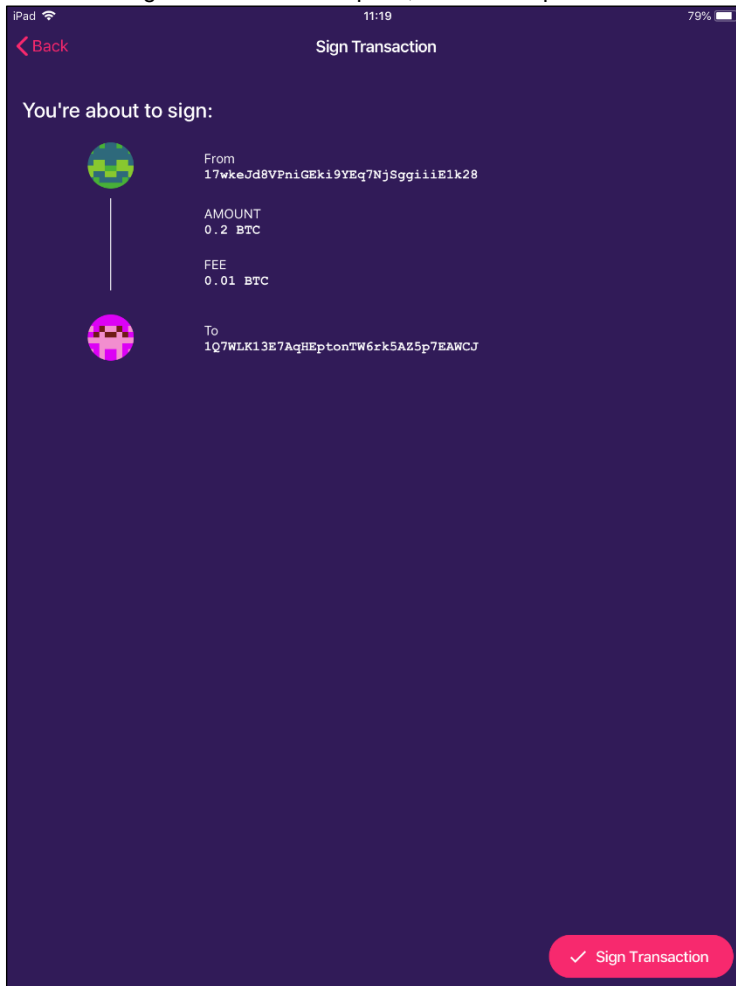 iPad
11:19
79%
Back
Sign Transaction
You're about to sign:
From
17wkeJd8VPniGEki9YEq7NjSggiiiE1k28
AMOUNT
0.2 BTC
FEE
0.01 BTC
To
1Q7WLK13E7AqHEptonTW6rk5AZ5p7EAWCJ
Sign Transaction